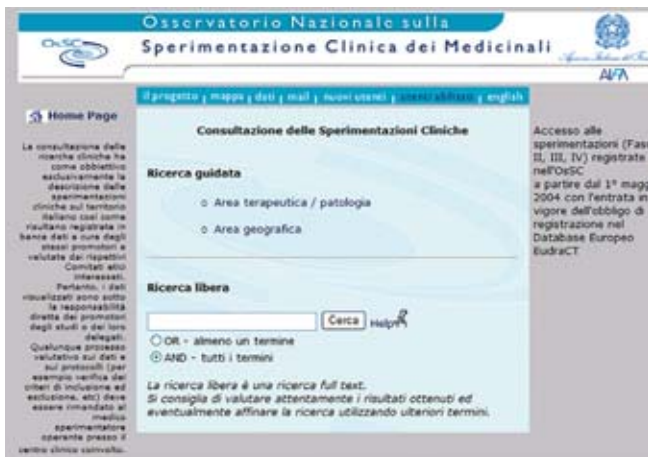 Osservatorio Nazionale sulla
Sperimentazione Clinica dei Medicinali
OsSC
AIFA
il progetto | mappa | dati | mail | nuovi utenti | utenti abilitati | english
Home Page
La consultazione delle
ricerche cliniche ha
come obbiettivo
esclusivamente la
descrizione delle
sperimentazioni
cliniche sul territorio
italiano così come
risultano registrate in
banca dati a cura degli
stessi promotori e
valutate dai rispettivi
Comitati etici
interessati.
Pertanto, i dati
visualizzati sono sotto
la responsabilità
diretta dei promotori
degli studi o dei loro
delegati.
Qualunque processo
valutativo sui dati e
sui protocolli (per
esempio verifica dei
criteri di inclusione ed
esclusione, etc) deve
essere rimandato al
medico
sperimentatore
operante presso il
centro clinico coinvolto.
Consultazione delle Sperimentazioni Cliniche
Ricerca guidata
Area terapeutica / patologia
Area geografica
Ricerca libera
Cerca Help
OR - almeno un termine
AND - tutti i termini
La ricerca libera è una ricerca full text.
Si consiglia di valutare attentamente i risultati ottenuti ed
eventualmente affinare la ricerca utilizzando ulteriori termini.
Accesso alle
sperimentazioni (Fase
II, III, IV) registrate
nell'OsSC
a partire dal 1° magg
2004 con l'entrata in
vigore dell'obbligo di
registrazione nel
Database Europeo
EudraCT